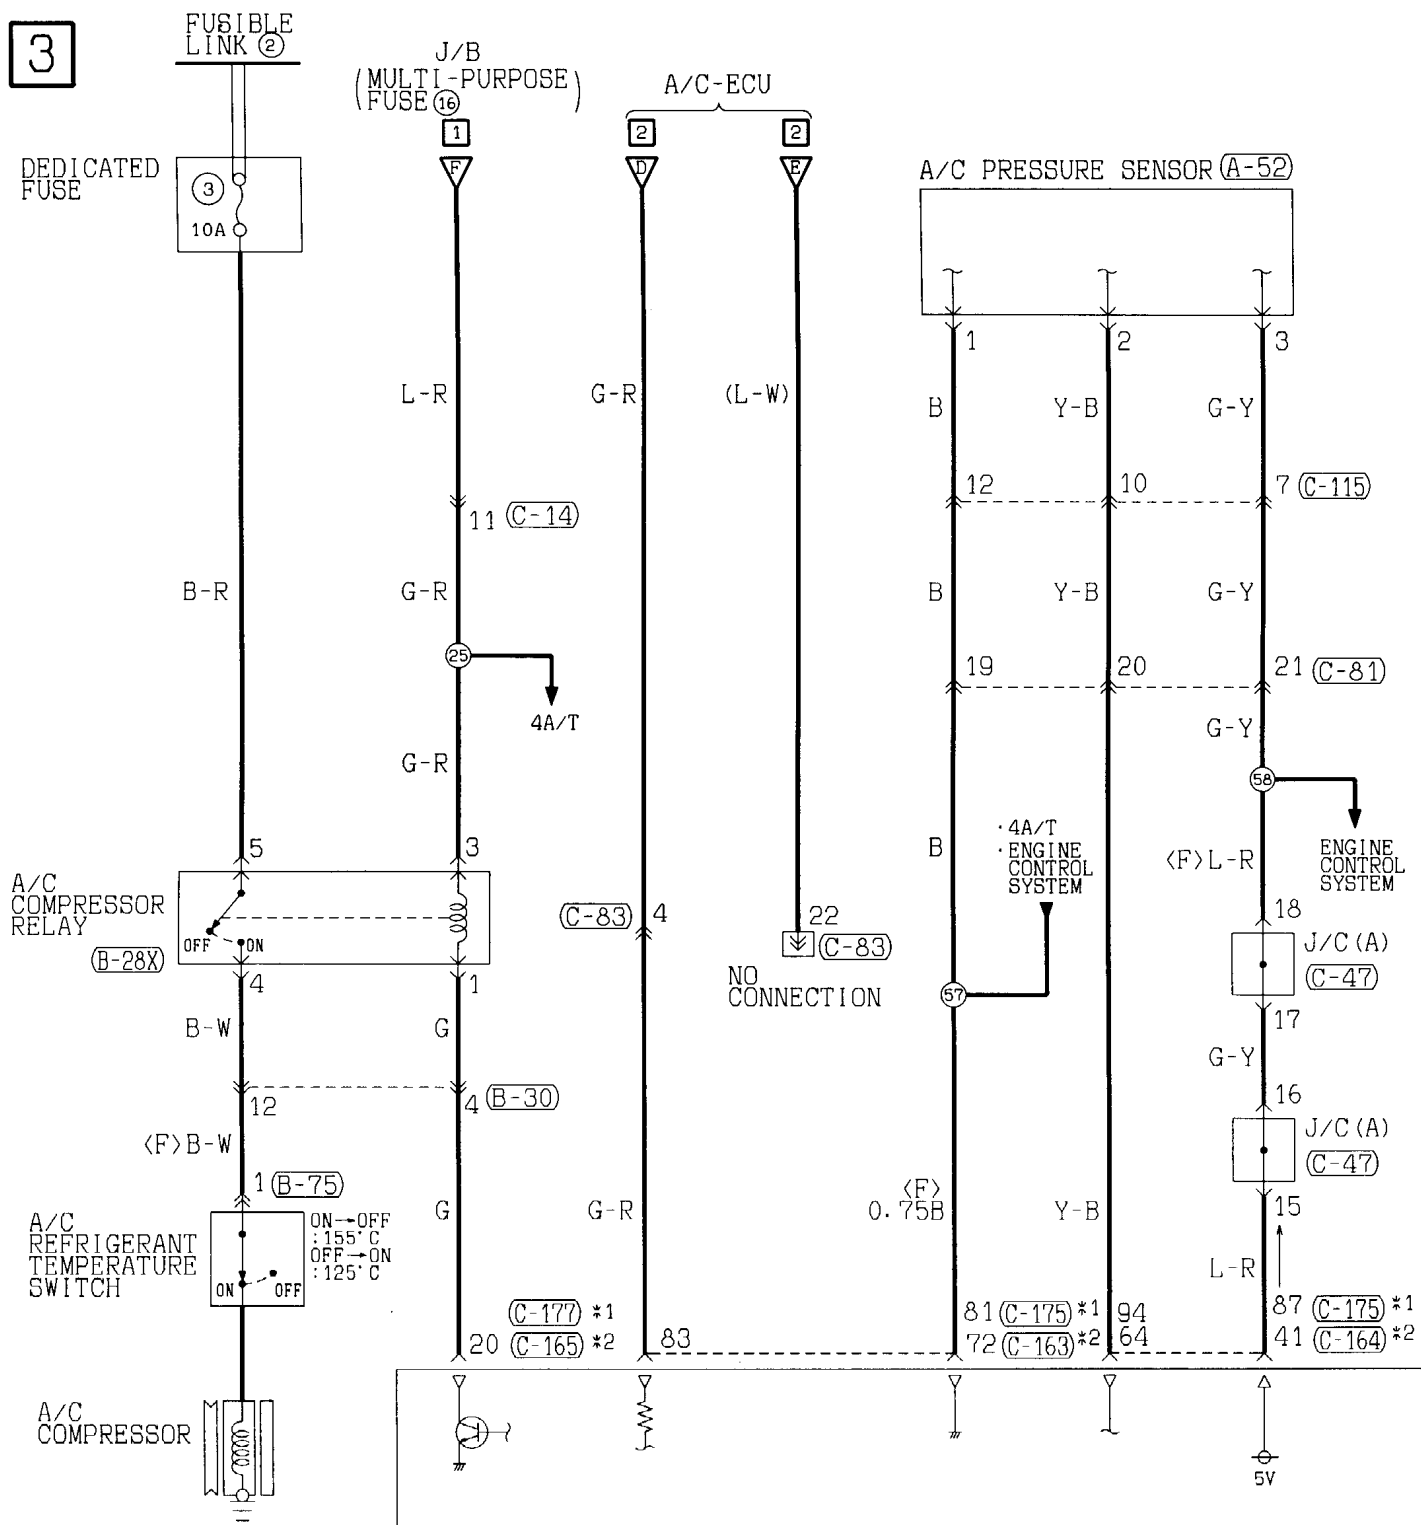 3
FUSIBLE
LINK ②
J/B
(MULTI-PURPOSE
FUSE ⑯)
A/C-ECU
1
2
2
F
D
E
DEDICATED
FUSE
3
10A
A/C PRESSURE SENSOR (A-52)
1
2
3
L-R
G-R
(L-W)
B
Y-B
G-Y
12
10
7 (C-115)
11 (C-14)
B-R
G-R
B
Y-B
G-Y
25
4A/T
19
20
21 (C-81)
G-Y
G-R
58
·4A/T
·ENGINE
CONTROL
SYSTEM
ENGINE
CONTROL
SYSTEM
B
<F>L-R
5
3
A/C
COMPRESSOR
RELAY
OFF
ON
(B-28X)
(C-83) 4
22
(C-83)
NO
CONNECTION
18
J/C(A)
(C-47)
57
4
1
17
B-W
G
G-Y
12
4 (B-30)
16
J/C(A)
(C-47)
<F>B-W
1 (B-75)
15
A/C
REFRIGERANT
TEMPERATURE
SWITCH
ON→OFF
:155°C
OFF→ON
:125°C
ON
OFF
G
G-R
<F>
0.75B
Y-B
L-R
20
(C-177) *1
(C-165) *2
83
81 (C-175) *1
72 (C-163) *2
94
64
87 (C-175) *1
41 (C-164) *2
A/C
COMPRESSOR
5V